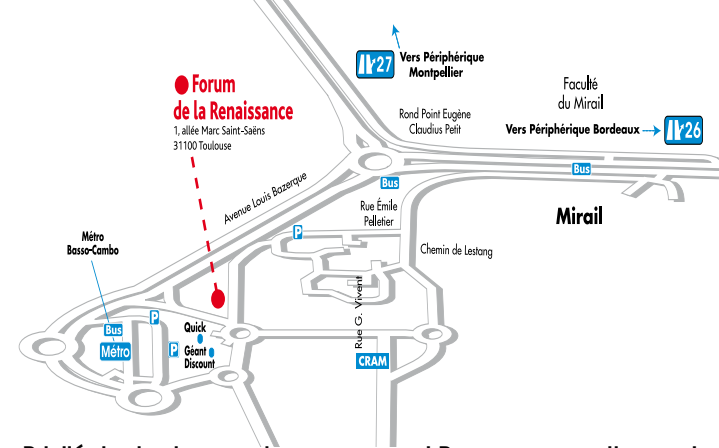 27
Vers Périphérique
Montpellier
Forum
de la Renaissance
1, allée Marc Saint-Saëns
31100 Toulouse
Faculté
du Mirail
Rond Point Eugène
Claudius Petit
Vers Périphérique Bordeaux
26
Bus
Bus
Avenue Louis Bazerque
Rue Émile
Pelletier
Mirail
P
Métro
Basso-Cambo
Chemin de Lestang
Rue G. Vivent
P
Bus
Quick
Métro
P
Géant
Discount
CRAM